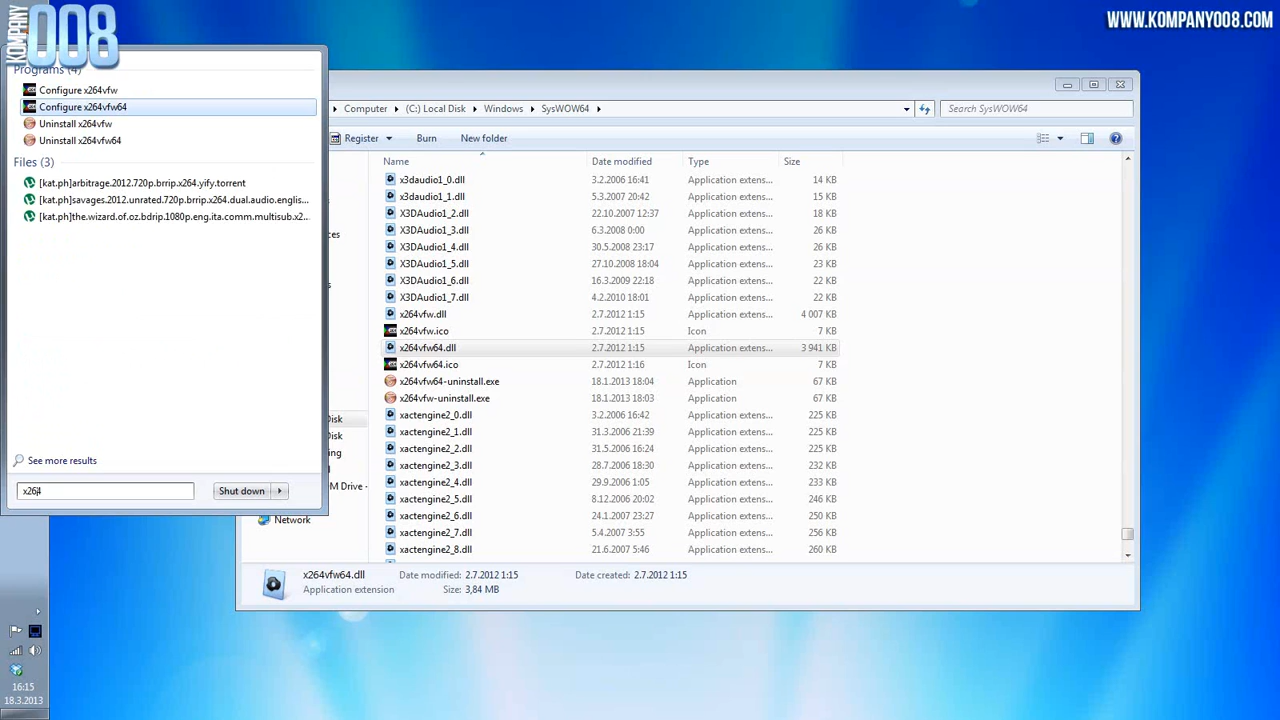 KOMPANY
008
WWW.KOMPANY008.COM
Programs (4)
Configure x264vfw
Configure x264vfw64
Uninstall x264vfw
Uninstall x264vfw64
Files (3)
[kat.ph]arbitrage.2012.720p.brrip.x264.yify.torrent
[kat.ph]savages.2012.unrated.720p.brrip.x264.dual.audio.englis...
[kat.ph]the.wizard.of.oz.bdrip.1080p.eng.ita.comm.multisub.x2...
See more results
x264
Shut down
Computer
(C:) Local Disk
Windows
SysWOW64
Search SysWOW64
Register
Burn
New folder
Name Date modified Type Size
x3daudio1_0.dll 3.2.2006 16:41 Application extens... 14 KB
x3daudio1_1.dll 5.3.2007 20:42 Application extens... 15 KB
X3DAudio1_2.dll 22.10.2007 12:37 Application extens... 18 KB
X3DAudio1_3.dll 6.3.2008 0:00 Application extens... 26 KB
X3DAudio1_4.dll 30.5.2008 23:17 Application extens... 26 KB
X3DAudio1_5.dll 27.10.2008 18:04 Application extens... 23 KB
X3DAudio1_6.dll 16.3.2009 22:18 Application extens... 22 KB
X3DAudio1_7.dll 4.2.2010 18:01 Application extens... 22 KB
x264vfw.dll 2.7.2012 1:15 Application extens... 4 007 KB
x264vfw.ico 2.7.2012 1:15 Icon 7 KB
x264vfw64.dll 2.7.2012 1:15 Application extens... 3 941 KB
x264vfw64.ico 2.7.2012 1:16 Icon 7 KB
x264vfw64-uninstall.exe 18.1.2013 18:04 Application 67 KB
x264vfw-uninstall.exe 18.1.2013 18:03 Application 67 KB
xactengine2_0.dll 3.2.2006 16:42 Application extens... 225 KB
xactengine2_1.dll 31.3.2006 21:39 Application extens... 225 KB
xactengine2_2.dll 31.5.2006 16:24 Application extens... 225 KB
xactengine2_3.dll 28.7.2006 18:30 Application extens... 232 KB
xactengine2_4.dll 29.9.2006 1:05 Application extens... 233 KB
xactengine2_5.dll 8.12.2006 20:02 Application extens... 246 KB
xactengine2_6.dll 24.1.2007 23:27 Application extens... 250 KB
xactengine2_7.dll 5.4.2007 3:55 Application extens... 256 KB
xactengine2_8.dll 21.6.2007 5:46 Application extens... 260 KB
Network
x264vfw64.dll Date modified: 2.7.2012 1:15 Date created: 2.7.2012 1:15
Application extension Size: 3,84 MB
16:15
18.3.2013